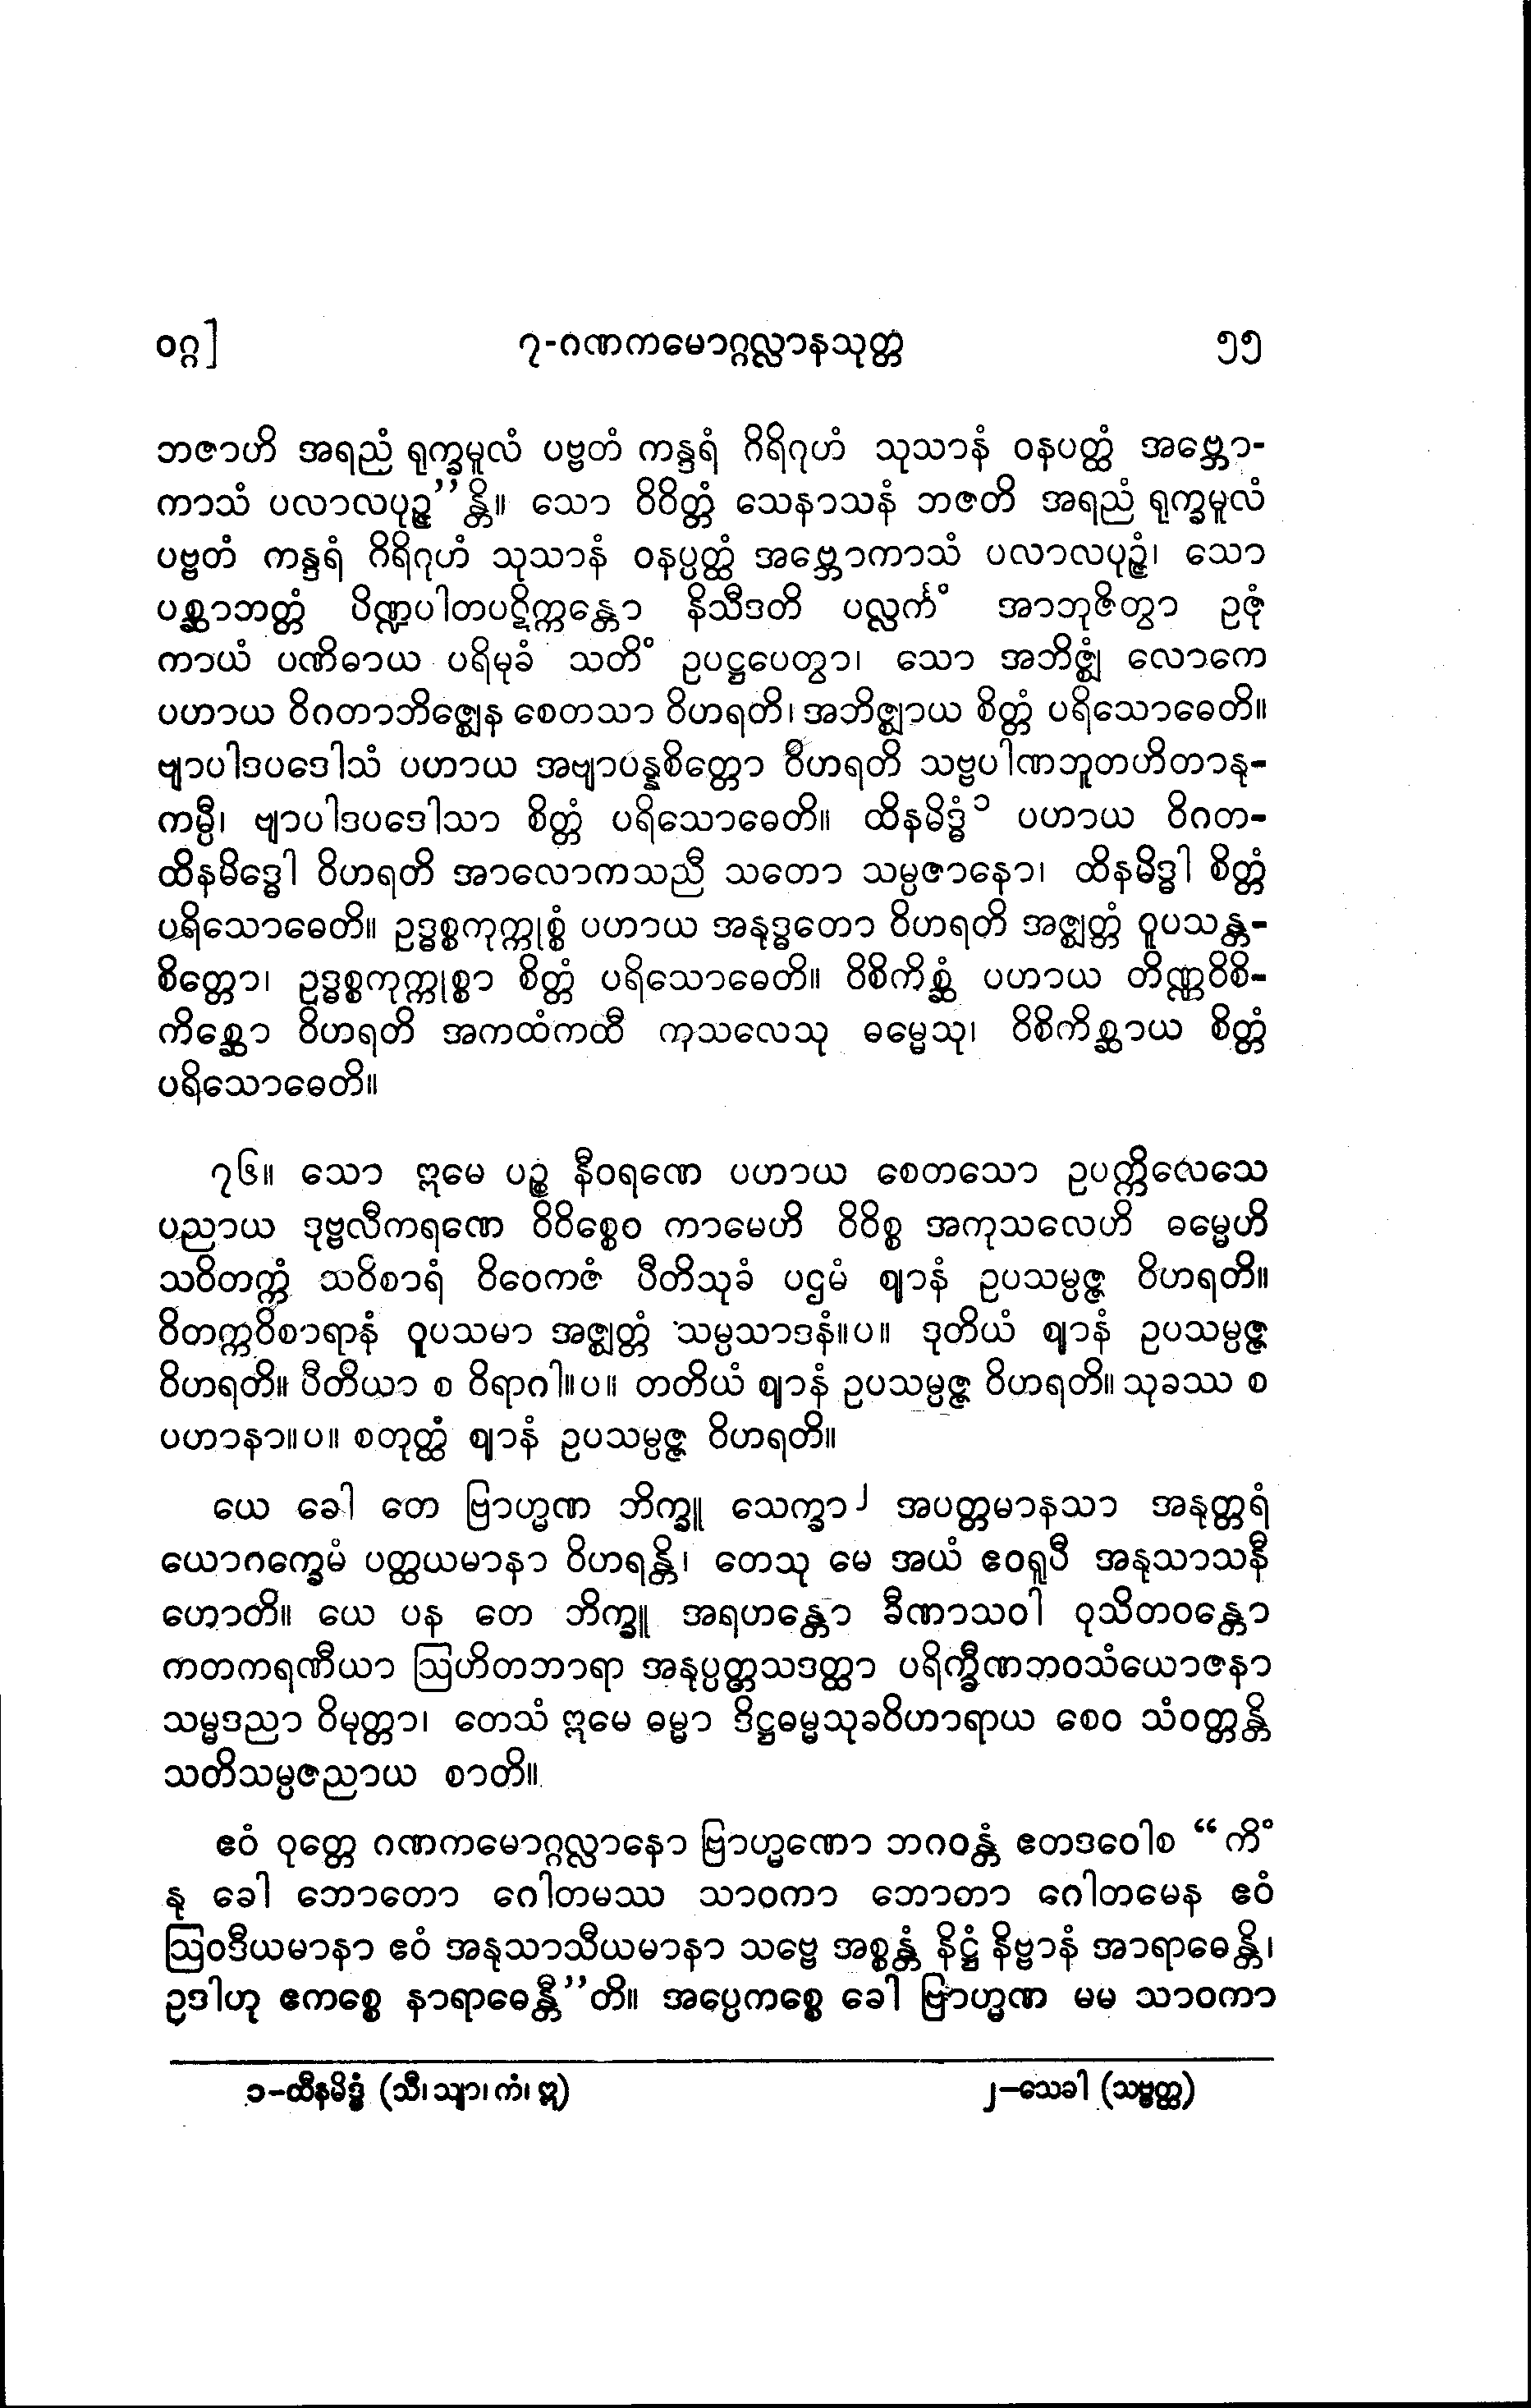 ဝဂ္ဂ] ၇-ဂဏကမောဂ္ဂလ္လာနသုတ္တ ၅၅
ဘဇာဟိ အရညံ ရုက္ခမူလံ ပဗ္ဗတံ ကန္ဒရံ ဂိရိဂုဟံ သုသာနံ ဝနပတ္ထံ အဗ္ဘော-
ကာသံ ပလာလပုဉ္ဇ”န္တိ။ သော ဝိဝိတ္တံ သေနာသနံ ဘဇတိ အရညံ ရုက္ခမူလံ
ပဗ္ဗတံ ကန္ဒရံ ဂိရိဂုဟံ သုသာနံ ဝနပ္ပတ္ထံ အဗ္ဘောကာသံ ပလာလပုဉ္ဇံ၊ သော
ပစ္ဆာဘတ္တံ ပိဏ္ဍပါတပဋိက္ကန္တော နိသီဒတိ ပလ္လင်္ကံ အာဘုဇိတွာ ဥဇုံ
ကာယံ ပဏိဓာယ ပရိမုခံ သတိံ ဥပဋ္ဌပေတွာ၊ သော အဘိဇ္ဈံ လောကေ
ပဟာယ ဝိဂတာဘိဇ္ဈေန စေတသာ ဝိဟရတိ၊ အဘိဇ္ဈာယ စိတ္တံ ပရိသောဓေတိ။
ဗျာပါဒပဒေါသံ ပဟာယ အဗျာပန္နစိတ္တော ဝိဟရတိ သဗ္ဗပါဏဘူတဟိတာနု-
ကမ္ပီ၊ ဗျာပါဒပဒေါသာ စိတ္တံ ပရိသောဓေတိ။ ထိနမိဒ္ဓံ၁ ပဟာယ ဝိဂတ-
ထိနမိဒ္ဓေါ ဝိဟရတိ အာလောကသညီ သတော သမ္ပဇာနော၊ ထိနမိဒ္ဓါ စိတ္တံ
ပရိသောဓေတိ။ ဥဒ္ဓစ္စကုက္ကုစ္စံ ပဟာယ အနုဒ္ဓတော ဝိဟရတိ အဇ္ဈတ္တံ ဝူပသန္တ-
စိတ္တော၊ ဥဒ္ဓစ္စကုက္ကုစ္စာ စိတ္တံ ပရိသောဓေတိ။ ဝိစိကိစ္ဆံ ပဟာယ တိဏ္ဏဝိစိ-
ကိစ္ဆော ဝိဟရတိ အကထံကထီ ကုသလေသု ဓမ္မေသု၊ ဝိစိကိစ္ဆာယ စိတ္တံ
ပရိသောဓေတိ။
၇၆။ သော ဣမေ ပဉ္စ နီဝရဏေ ပဟာယ စေတသော ဥပက္ကိလေသေ
ပညာယ ဒုဗ္ဗလီကရဏေ ဝိဝိစ္စေဝ ကာမေဟိ ဝိဝိစ္စ အကုသလေဟိ ဓမ္မေဟိ
သဝိတက္ကံ သဝိစာရံ ဝိဝေကဇံ ပီတိသုခံ ပဌမံ ဈာနံ ဥပသမ္ပဇ္ဇ ဝိဟရတိ။
ဝိတက္ကဝိစာရာနံ ဝူပသမာ အဇ္ဈတ္တံ သမ္ပသာဒနံ။ပ။ ဒုတိယံ ဈာနံ ဥပသမ္ပဇ္ဇ
ဝိဟရတိ။ ပီတိယာ စ ဝိရာဂါ။ပ။ တတိယံ ဈာနံ ဥပသမ္ပဇ္ဇ ဝိဟရတိ။ သုခဿ စ
ပဟာနာ။ပ။ စတုတ္ထံ ဈာနံ ဥပသမ္ပဇ္ဇ ဝိဟရတိ။
ယေ ခေါ တေ ဗြာဟ္မဏ ဘိက္ခူ သေက္ခာ၂ အပတ္တမာနသာ အနုတ္တရံ
ယောဂက္ခေမံ ပတ္ထယမာနာ ဝိဟရန္တိ၊ တေသု မေ အယံ ဧဝရူပီ အနုသာသနီ
ဟောတိ။ ယေ ပန တေ ဘိက္ခူ အရဟန္တော ခီဏာသဝါ ဝုသိတဝန္တော
ကတကရဏီယာ ဩဟိတဘာရာ အနုပ္ပတ္တသဒတ္ထာ ပရိက္ခီဏဘဝသံယောဇနာ
သမ္မဒညာ ဝိမုတ္တာ၊ တေသံ ဣမေ ဓမ္မာ ဒိဋ္ဌဓမ္မသုခဝိဟာရာယ စေဝ သံဝတ္တန္တိ
သတိသမ္ပဇညာယ စာတိ။
ဧဝံ ဝုတ္တေ ဂဏကမောဂ္ဂလ္လာနော ဗြာဟ္မဏော ဘဂဝန္တံ ဧတဒဝေါစ “ကိံ
နု ခေါ ဘောတော ဂေါတမဿ သာဝကာ ဘောတာ ဂေါတမေန ဧဝံ
ဩဝဒီယမာနာ ဧဝံ အနုသာသီယမာနာ သဗ္ဗေ အစ္စန္တံ နိဋ္ဌံ နိဗ္ဗာနံ အာရာဓေန္တိ၊
ဥဒါဟု ဧကစ္စေ နာရာဓေန္တီ”တိ။ အပ္ပေကစ္စေ ခေါ ဗြာဟ္မဏ မမ သာဝကာ
၁-ထီနမိဒ္ဓံ (သီ၊ သျာ၊ ကံ၊ ဣ) ၂-သေခါ (သဗ္ဗတ္ထ)